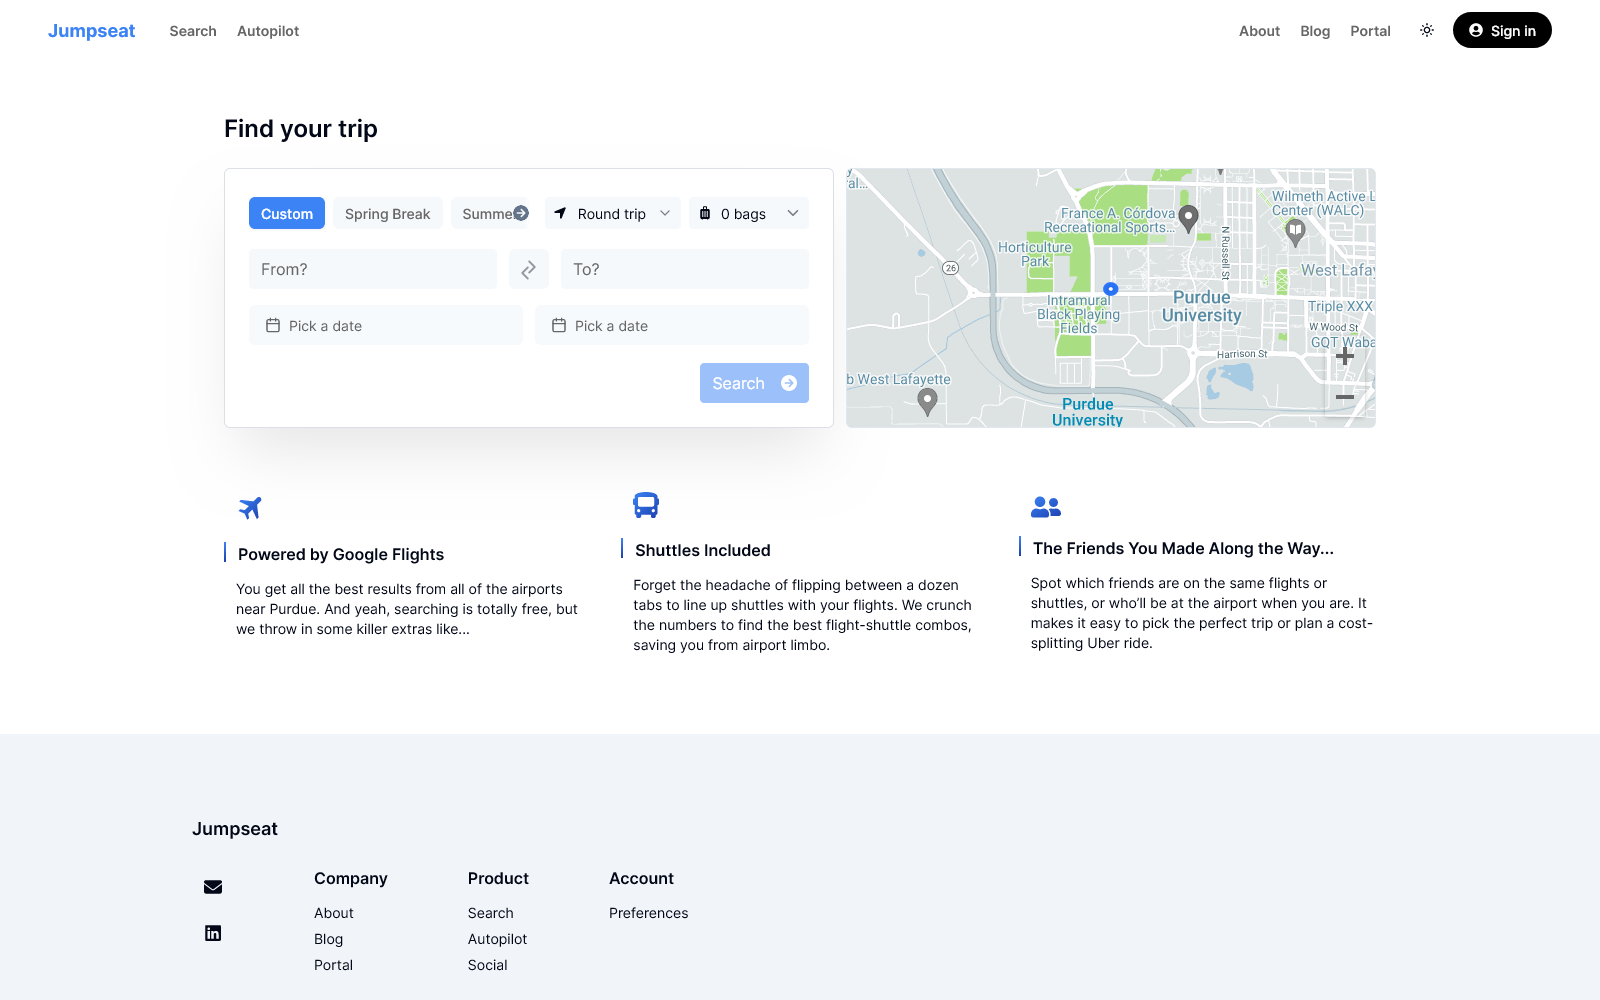 Jumpseat
Search
Autopilot
About
Blog
Portal
Sign in
Find your trip
Custom
Spring Break
Summe
Round trip
0 bags
From?
To?
Pick a date
Pick a date
Search
al...
Wilmeth Active L
Center (WALC)
France A. Córdova
Recreational Sports...
N Russell St
Horticulture
Park
26
West Lafay
Intramural
Black Playing
Fields
Purdue
University
Triple XXX
W Wood St
GQT Waba
Harrison St
b West Lafayette
Purdue
University
Powered by Google Flights
You get all the best results from all of the airports
near Purdue. And yeah, searching is totally free, but
we throw in some killer extras like...
Shuttles Included
Forget the headache of flipping between a dozen
tabs to line up shuttles with your flights. We crunch
the numbers to find the best flight-shuttle combos,
saving you from airport limbo.
The Friends You Made Along the Way...
Spot which friends are on the same flights or
shuttles, or who’ll be at the airport when you are. It
makes it easy to pick the perfect trip or plan a cost-
splitting Uber ride.
Jumpseat
Company
About
Blog
Portal
Product
Search
Autopilot
Social
Account
Preferences